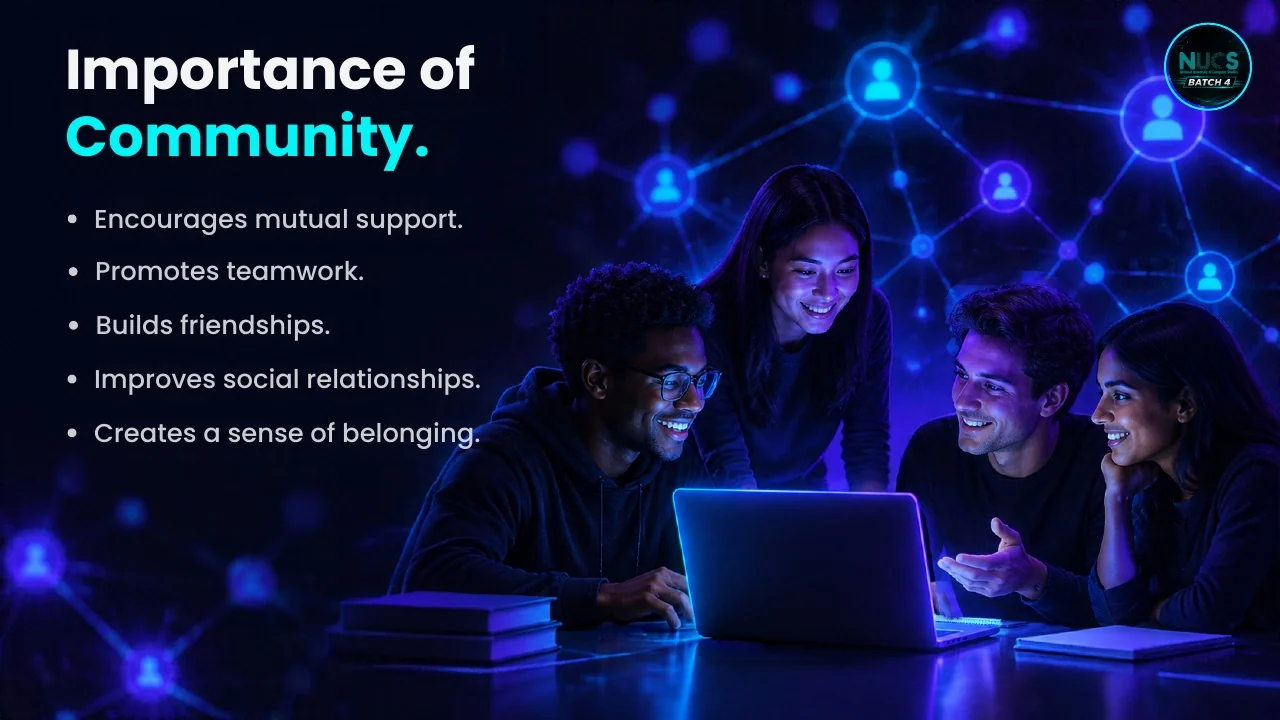 Importance of
Community.
• Encourages mutual support.
• Promotes teamwork.
• Builds friendships.
• Improves social relationships.
• Creates a sense of belonging.
NUCS
BATCH 4